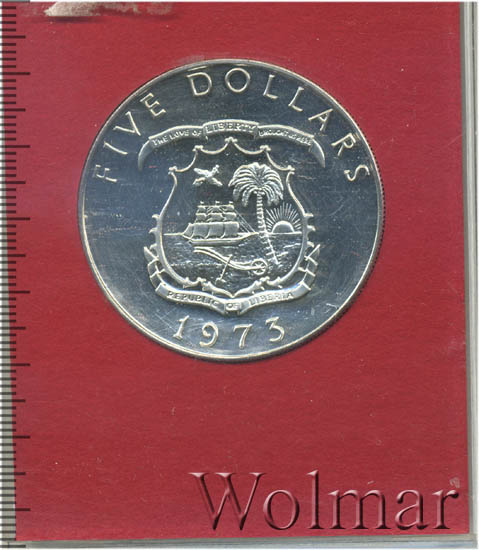 FIVE DOLLARS
THE LOVE OF LIBERTY BROUGHT US HERE
REPUBLIC OF LIBERIA
1973
Wolmar